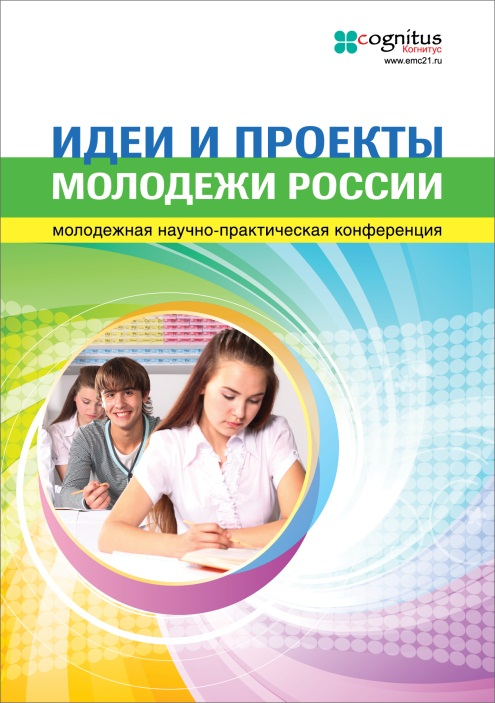 cognitus
Когнитус
www.emc21.ru
ИДЕИ И ПРОЕКТЫ
МОЛОДЕЖИ РОССИИ
молодежная научно-практическая конференция